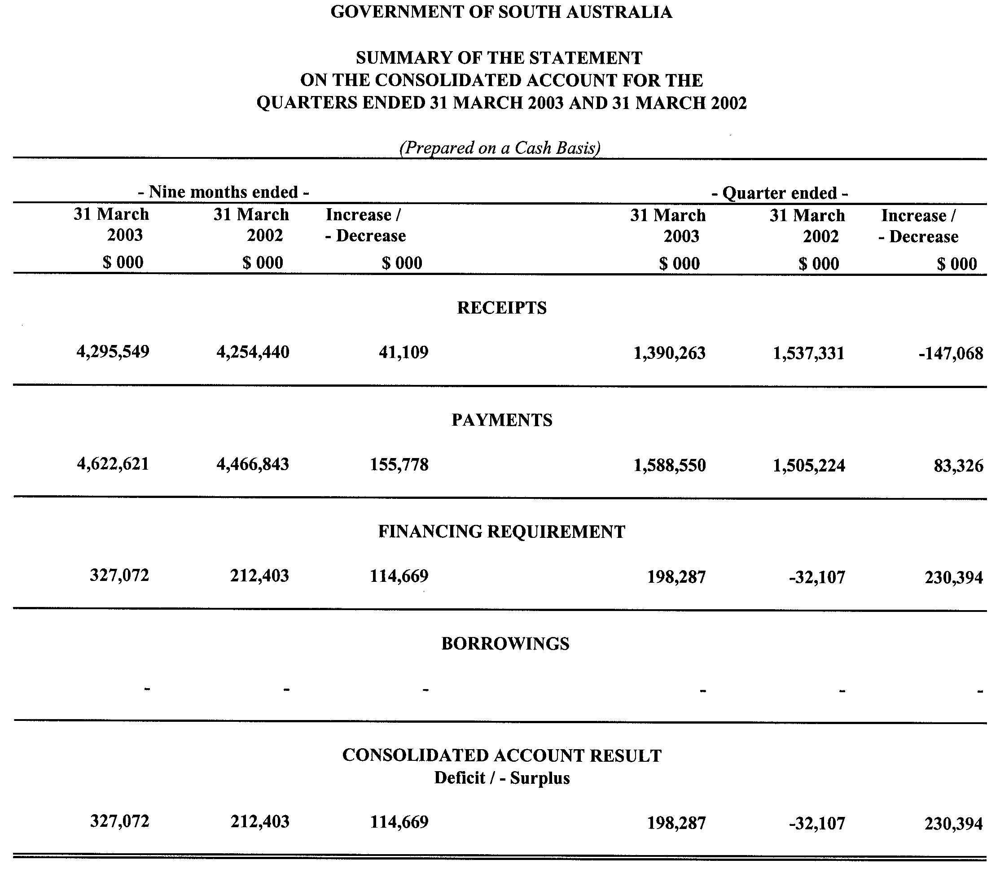 GOVERNMENT OF SOUTH AUSTRALIA
SUMMARY OF THE STATEMENT
ON THE CONSOLIDATED ACCOUNT FOR THE
QUARTERS ENDED 31 MARCH 2003 AND 31 MARCH 2002
(Prepared on a Cash Basis)
- Nine months ended - - Quarter ended -
31 March 31 March Increase / 31 March 31 March Increase /
2003 2002 - Decrease 2003 2002 - Decrease
$ 000 $ 000 $ 000 $ 000 $ 000 $ 000
RECEIPTS
4,295,549 4,254,440 41,109 1,390,263 1,537,331 -147,068
PAYMENTS
4,622,621 4,466,843 155,778 1,588,550 1,505,224 83,326
FINANCING REQUIREMENT
327,072 212,403 114,669 198,287 -32,107 230,394
BORROWINGS
- - - - - -
CONSOLIDATED ACCOUNT RESULT
Deficit / - Surplus
327,072 212,403 114,669 198,287 -32,107 230,394